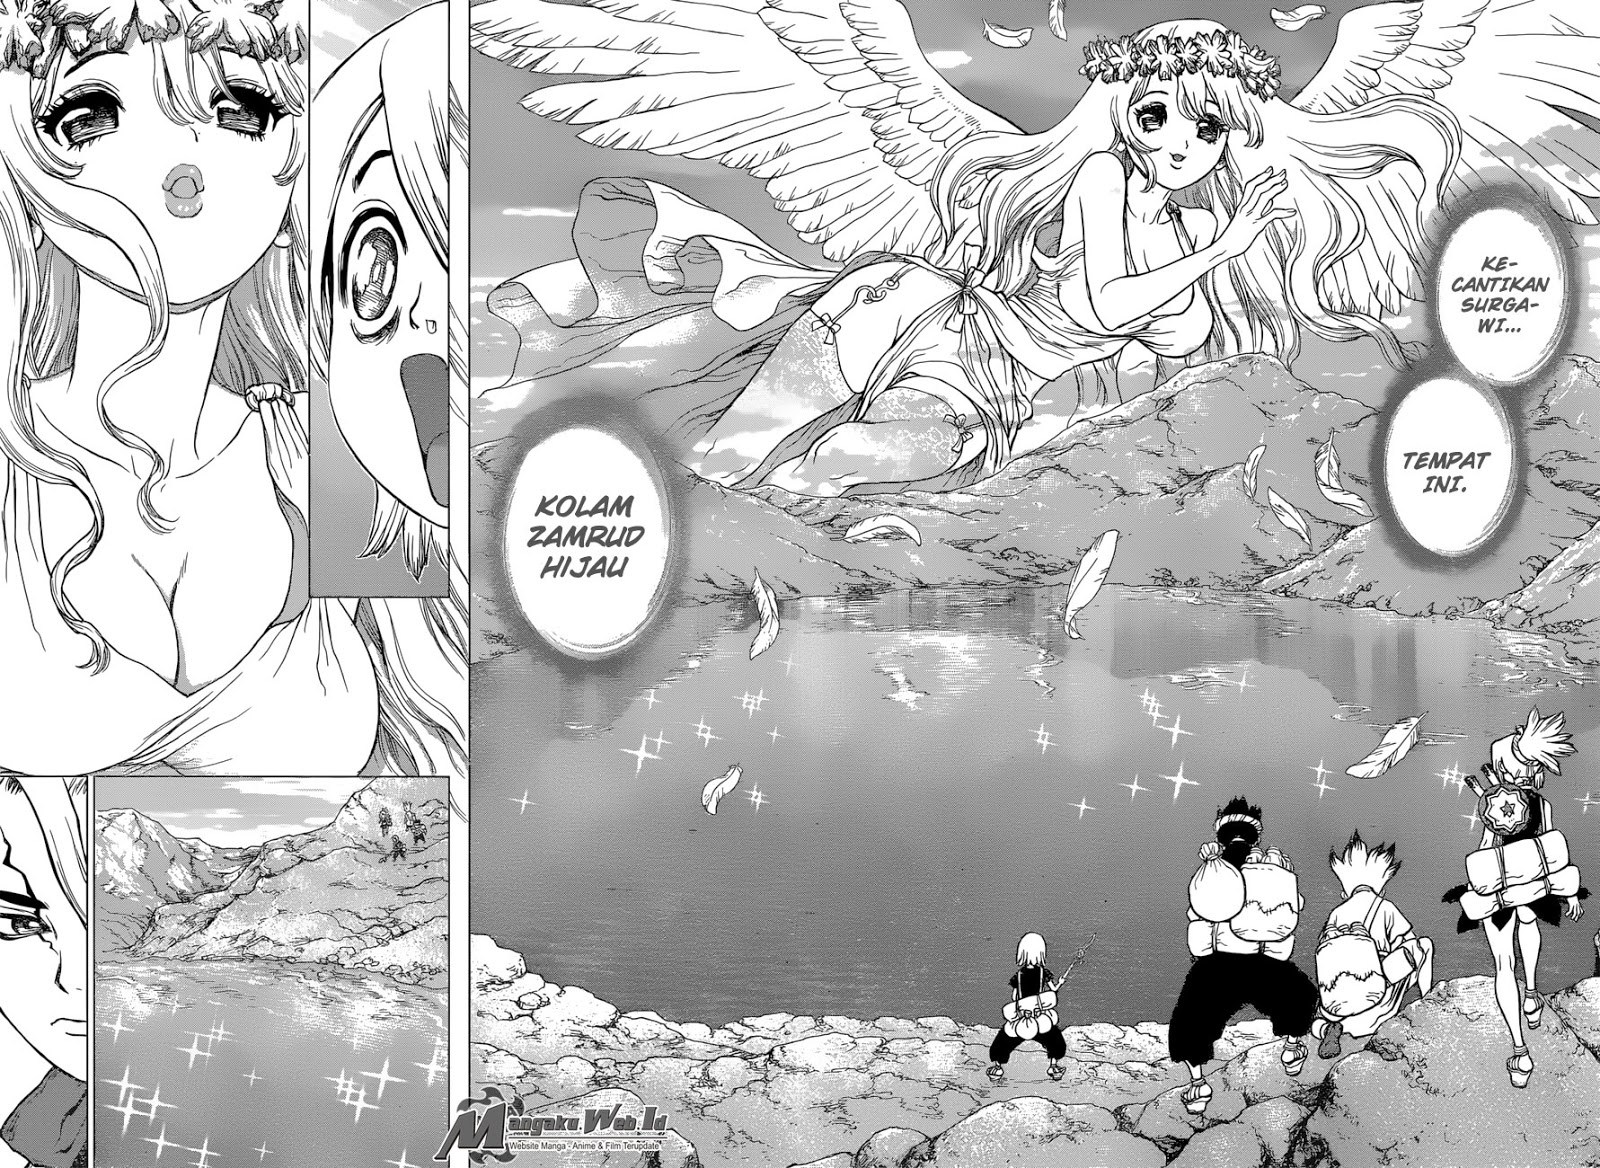 KE-
CANTIKAN
SURGA-
WI...
TEMPAT
INI.
KOLAM
ZAMRUD
HIJAU
Mangaku.Web.Id
Website Manga - Anime & Film Terupdate